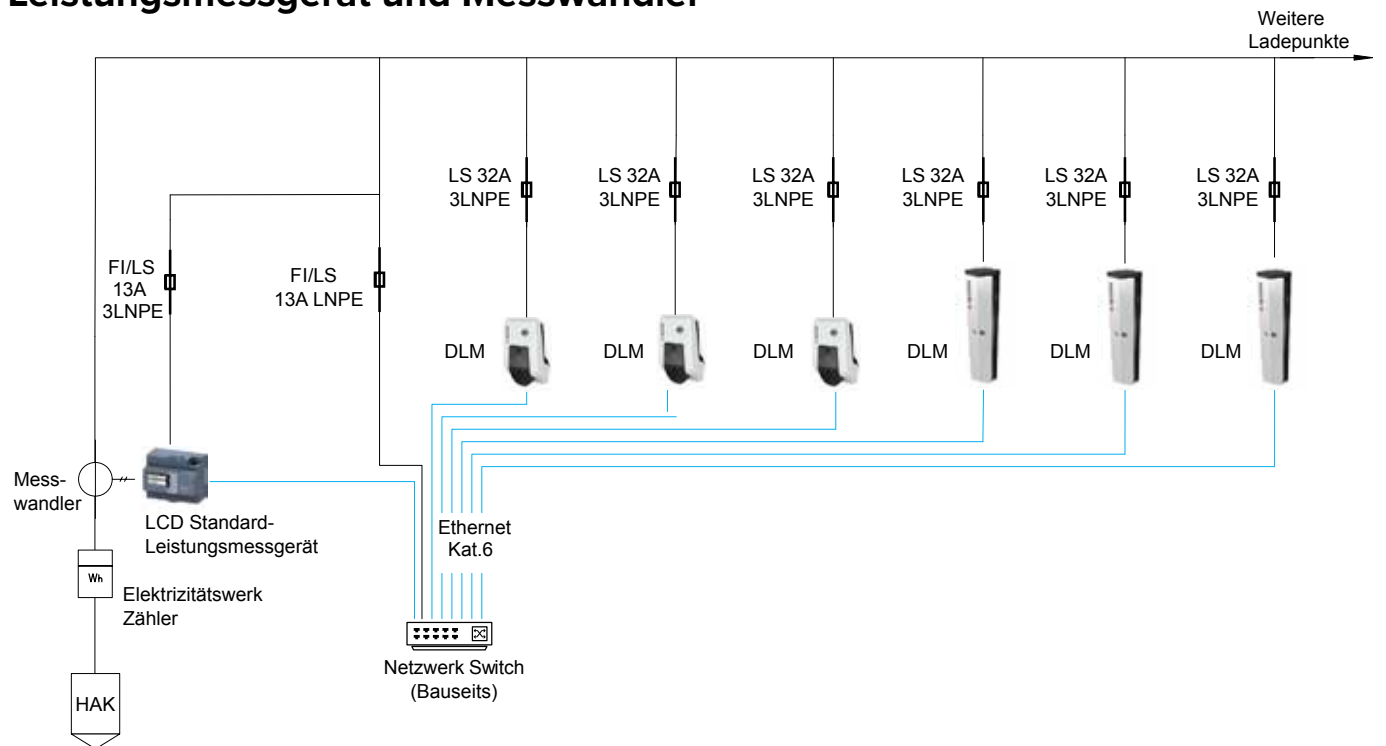 Leistungsmessgerät und Messwandler
Weitere
Ladepunkte
LS 32A
3LNPE
LS 32A
3LNPE
LS 32A
3LNPE
LS 32A
3LNPE
LS 32A
3LNPE
LS 32A
3LNPE
FI/LS
13A
3LNPE
FI/LS
13A LNPE
DLM
DLM
DLM
DLM
DLM
DLM
Mess-
wandler
LCD Standard-
Leistungsmessgerät
Ethernet
Kat.6
Wh
Elektrizitätswerk
Zähler
Netzwerk Switch
(Bauseits)
HAK